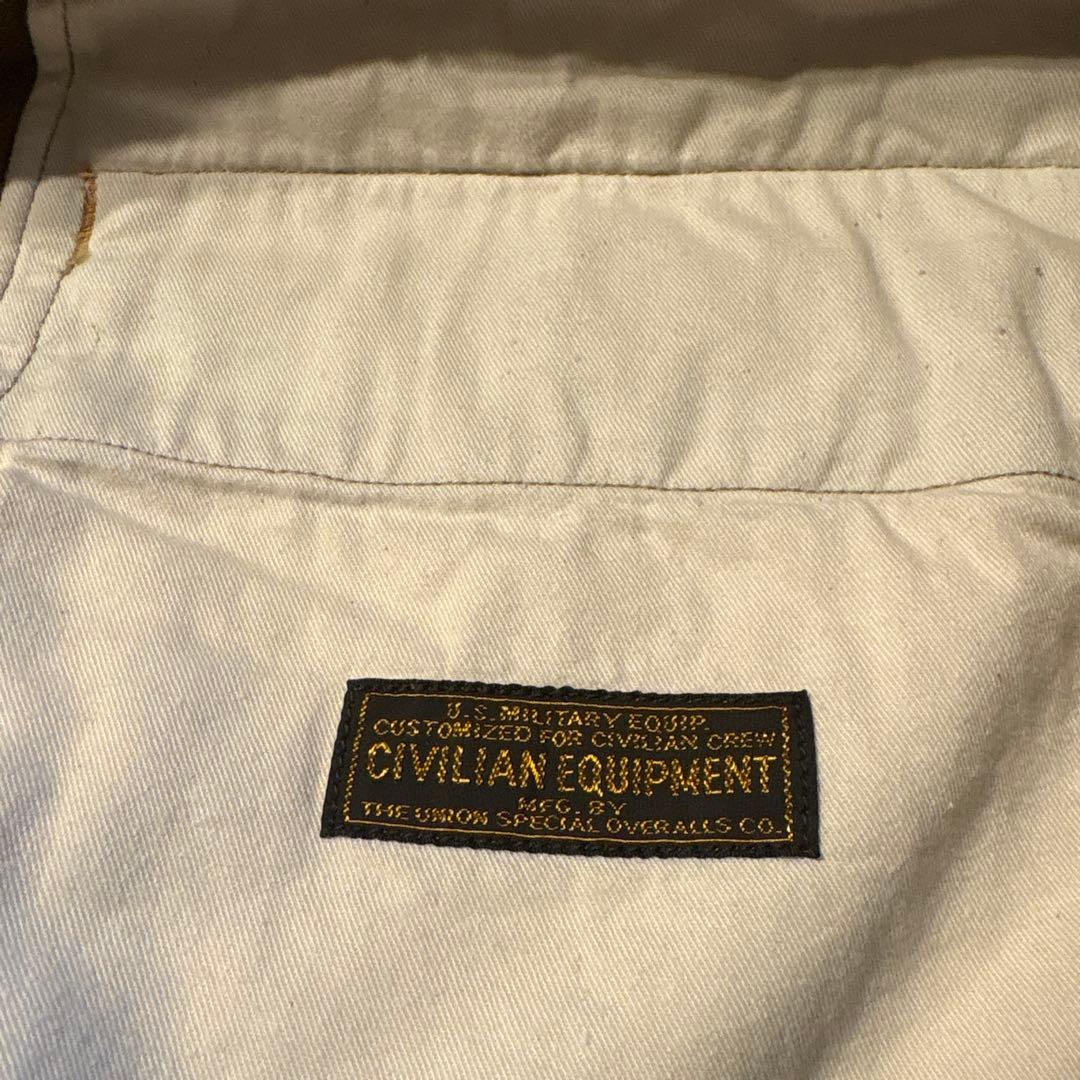 U.S. MILITARY EQUIP.
CUSTOMIZED FOR CIVILIAN CREW
CIVILIAN EQUIPMENT
MFG. BY
THE UNION SPECIAL OVERALLS CO.